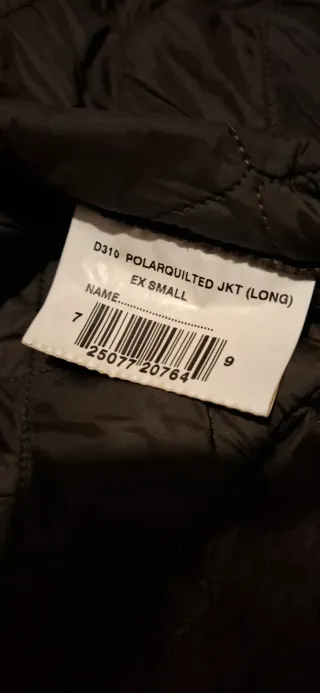 D310 POLARQUILTED JKT (LONG)
EX SMALL
NAME............................
7 25077 20764 9